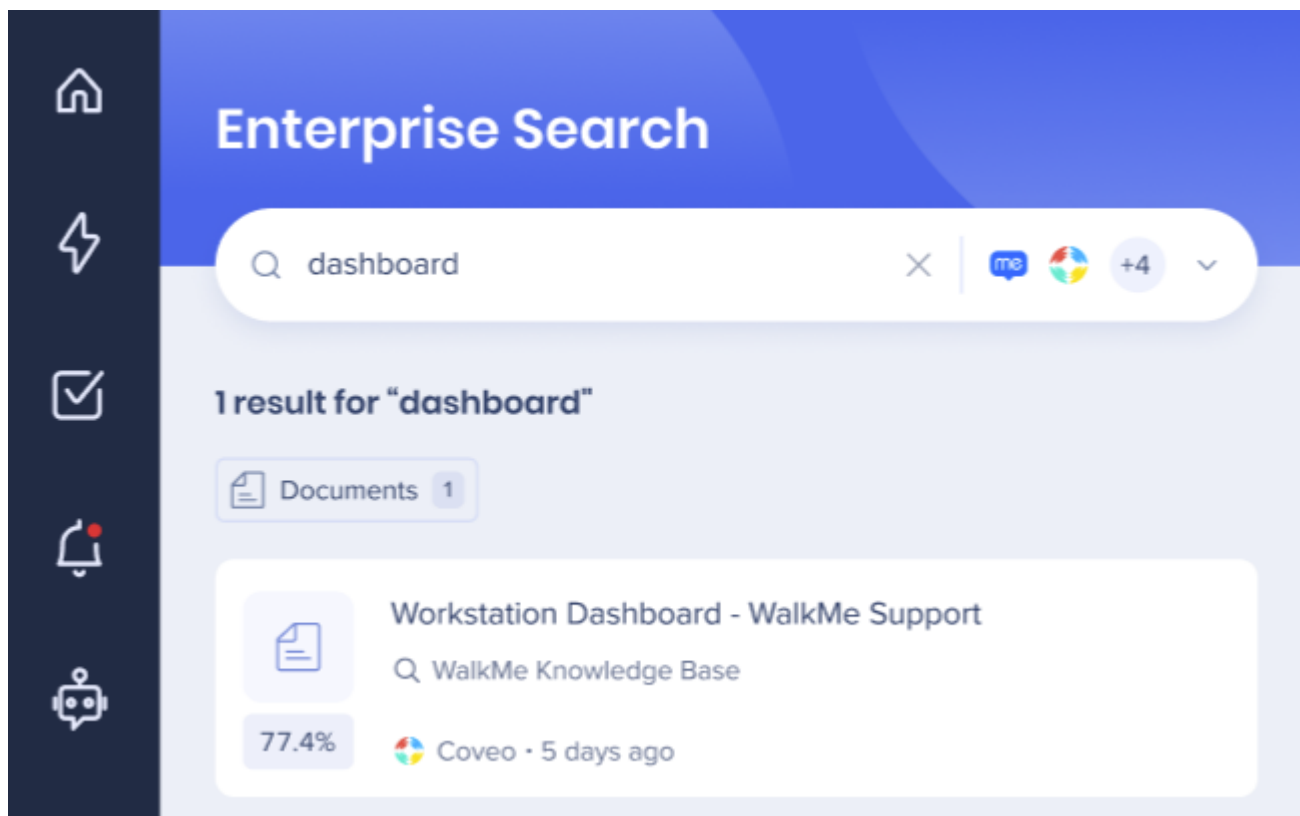 Enterprise Search
dashboard
me
+4
1 result for “dashboard"
Documents 1
Workstation Dashboard - WalkMe Support
WalkMe Knowledge Base
77.4%
Coveo · 5 days ago